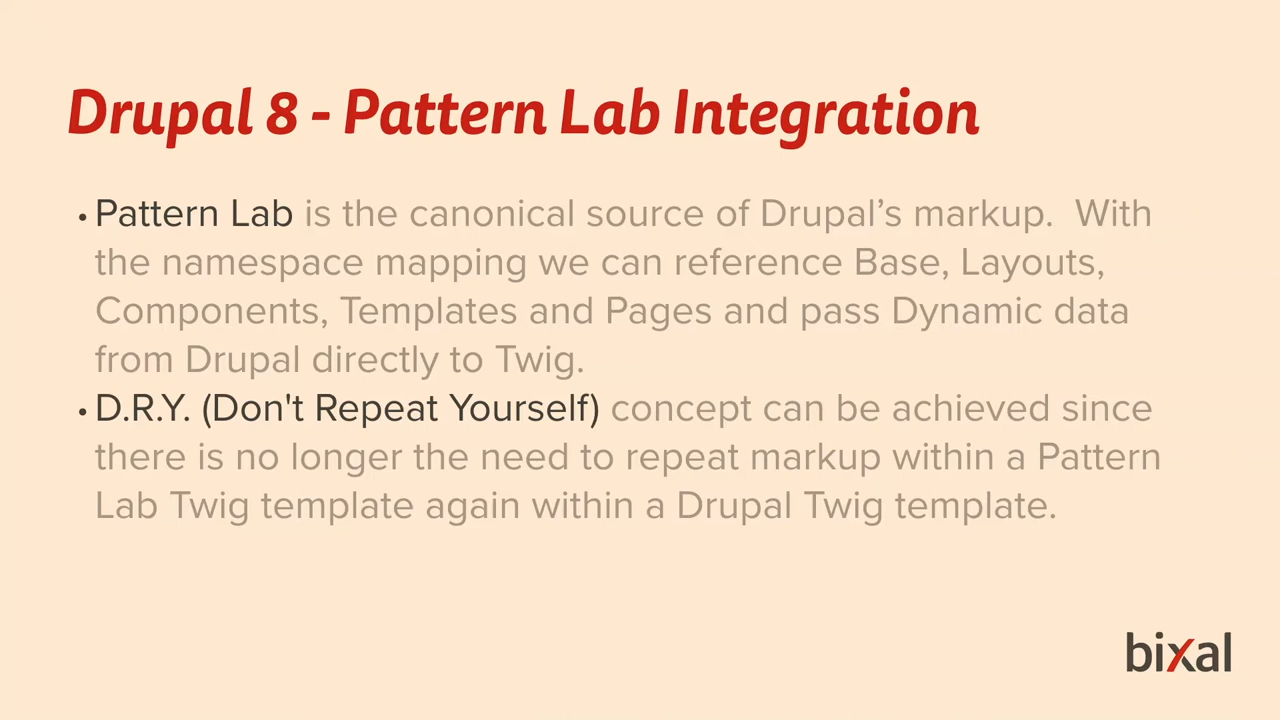 Drupal 8 - Pattern Lab Integration
• Pattern Lab is the canonical source of Drupal’s markup.  With
the namespace mapping we can reference Base, Layouts,
Components, Templates and Pages and pass Dynamic data
from Drupal directly to Twig.
• D.R.Y. (Don't Repeat Yourself) concept can be achieved since
there is no longer the need to repeat markup within a Pattern
Lab Twig template again within a Drupal Twig template.
bixal